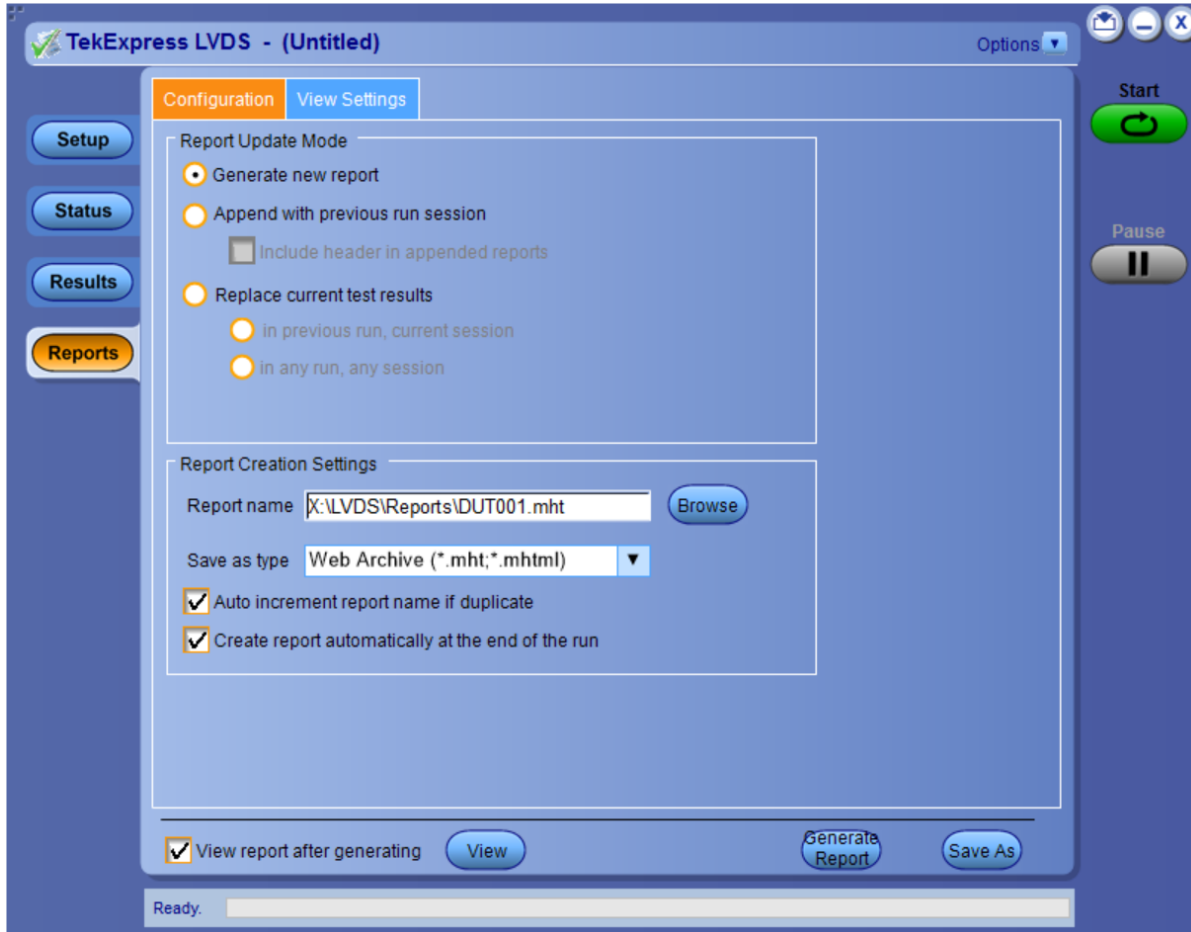 TekExpress LVDS - (Untitled)
Options
X
Start
Pause
Setup
Status
Results
Reports
Configuration
View Settings
Report Update Mode
Generate new report
Append with previous run session
Include header in appended reports
Replace current test results
in previous run, current session
in any run, any session
Report Creation Settings
Report name X:\LVDS\Reports\DUT001.mht Browse
Save as type Web Archive (*.mht;*.mhtml)
Auto increment report name if duplicate
Create report automatically at the end of the run
View report after generating
View
Generate
Report
Save As
Ready.